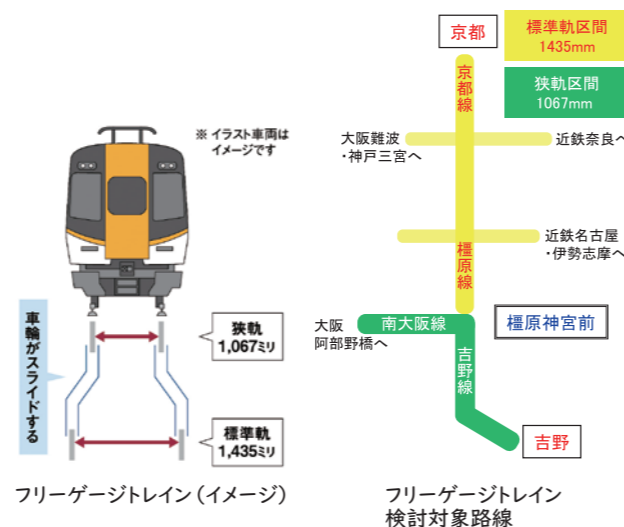 ※ イラスト車両は
イメージです
車輪がスライドする
狭軌
1,067ミリ
標準軌
1,435ミリ
フリーゲージトレイン（イメージ）
京都
標準軌区間
1435mm
狭軌区間
1067mm
京都線
大阪難波
・神戸三宮へ
近鉄奈良へ
近鉄名古屋
・伊勢志摩へ
橿原線
大阪
阿部野橋へ
南大阪線
橿原神宮前
吉野線
吉野
フリーゲージトレイン
検討対象路線